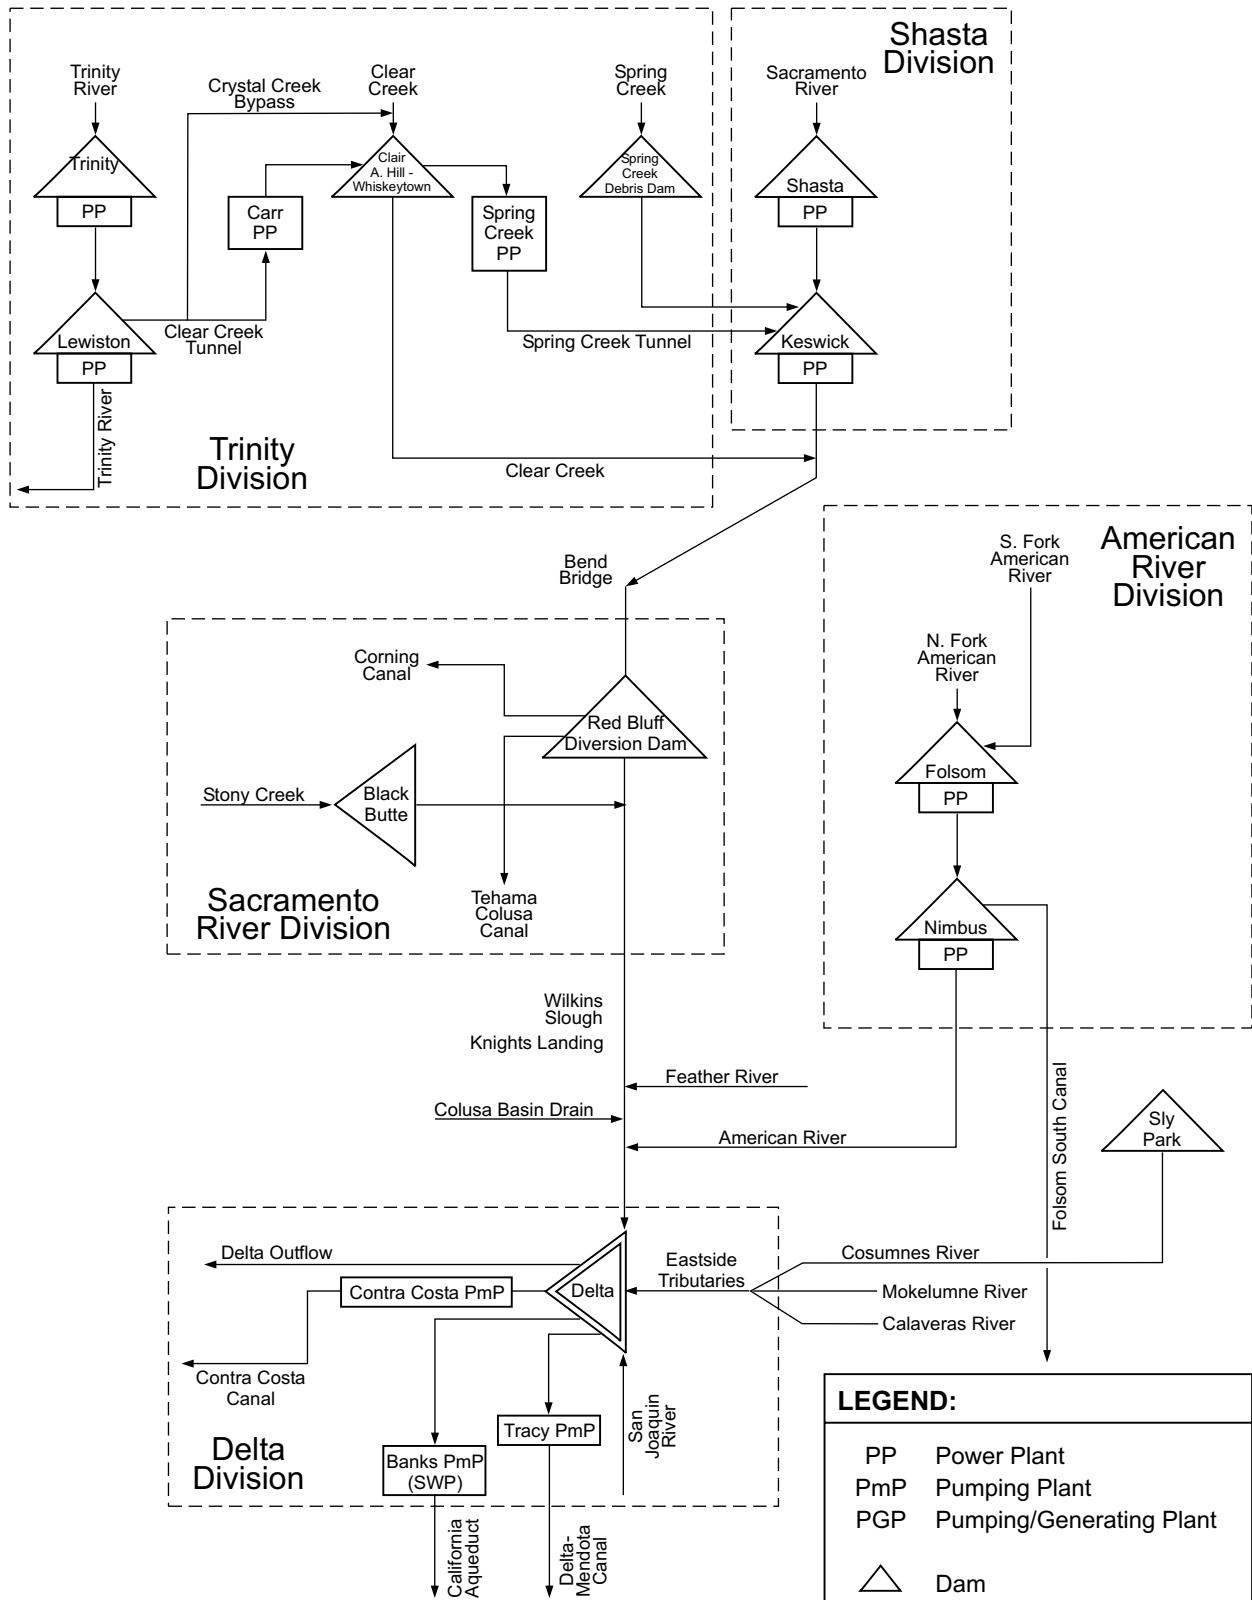 Shasta
Division
Trinity
River
Crystal Creek
Bypass
Clear
Creek
Spring
Creek
Sacramento
River
Trinity
PP
Carr
PP
Clair
A. Hill -
Whiskeytown
Spring
Creek
PP
Spring
Creek
Debris Dam
Shasta
PP
Lewiston
PP
Clear Creek
Tunnel
Spring Creek Tunnel
Keswick
PP
Trinity River
Trinity
Division
Clear Creek
American
River
Division
S. Fork
American
River
Bend
Bridge
N. Fork
American
River
Corning
Canal
Red Bluff
Diversion Dam
Folsom
PP
Stony Creek
Black
Butte
Sacramento
River Division
Tehama
Colusa
Canal
Nimbus
PP
Wilkins
Slough
Knights Landing
Feather River
Colusa Basin Drain
American River
Folsom South Canal
Sly
Park
Delta Outflow
Eastside
Tributaries
Cosumnes River
Contra Costa PmP
Delta
Mokelumne River
Calaveras River
Contra Costa
Canal
Delta
Division
Banks PmP
(SWP)
Tracy PmP
San
Joaquin
River
California
Aqueduct
Delta-
Mendota
Canal
LEGEND:
PP Power Plant
PmP Pumping Plant
PGP Pumping/Generating Plant
Dam